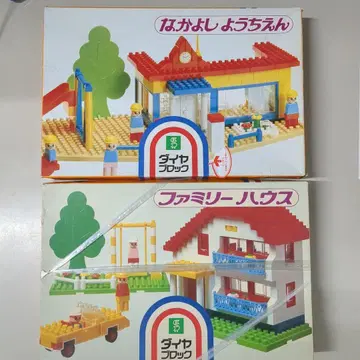 なかよし ようちえん
ダイヤ
ブロック
ファミリー ハウス
ダイヤ
ブロック